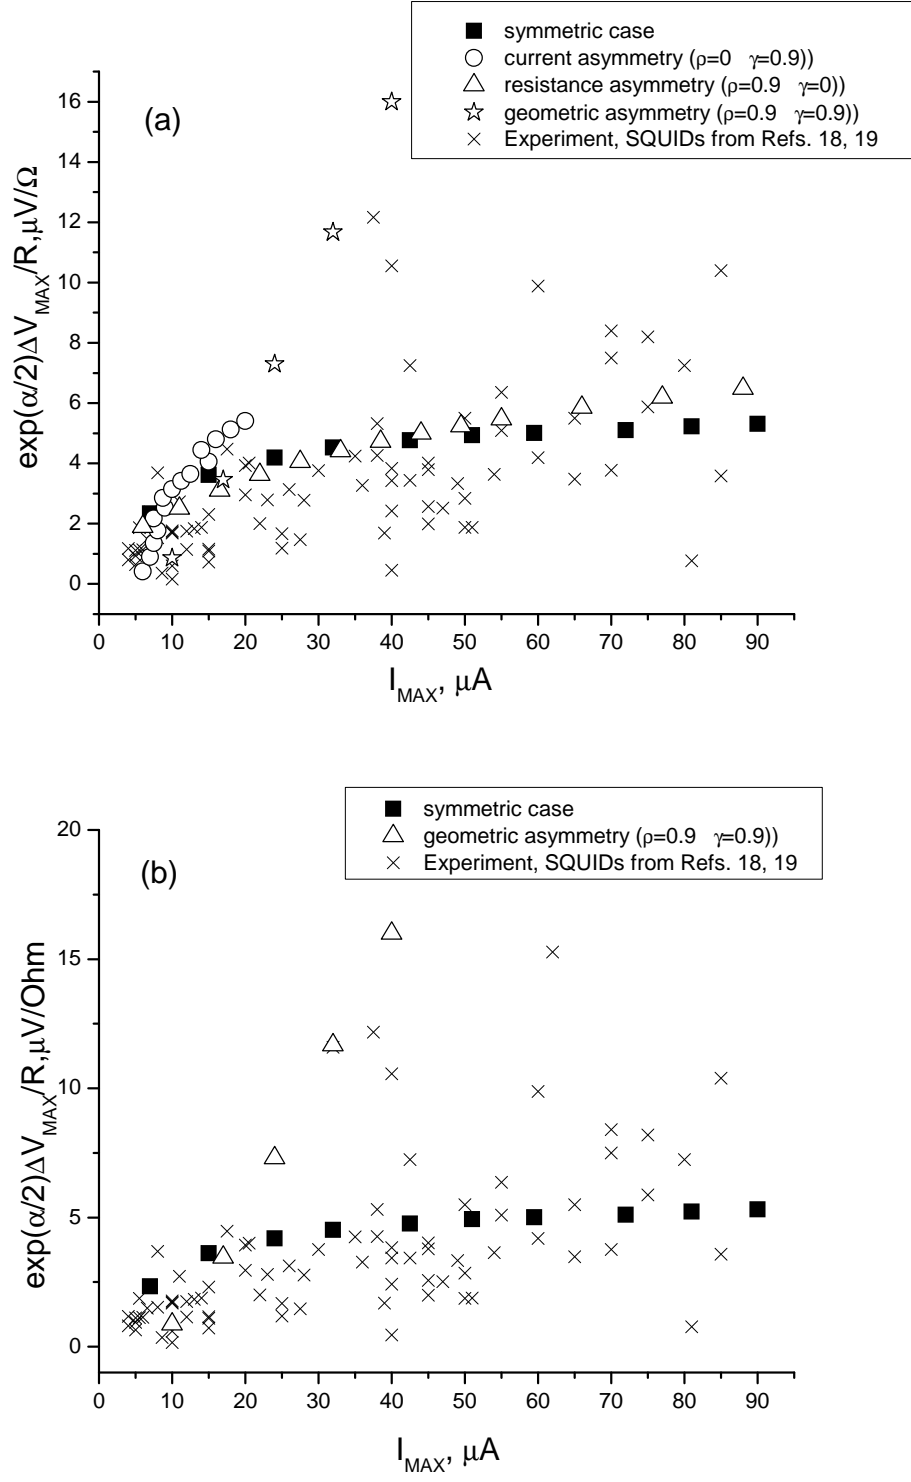 symmetric case
current asymmetry (ρ=0 γ=0.9))
resistance asymmetry (ρ=0.9 γ=0))
geometric asymmetry (ρ=0.9 γ=0.9))
Experiment, SQUIDs from Refs. 18, 19
(a)
exp(α/2)ΔV_MAX/R,μV/Ω
16
14
12
10
8
6
4
2
0
0 10 20 30 40 50 60 70 80 90
I_MAX, μA
symmetric case
geometric asymmetry (ρ=0.9 γ=0.9))
Experiment, SQUIDs from Refs. 18, 19
(b)
exp(α/2)ΔV_MAX/R,μV/Ohm
20
15
10
5
0
0 10 20 30 40 50 60 70 80 90
I_MAX, μA